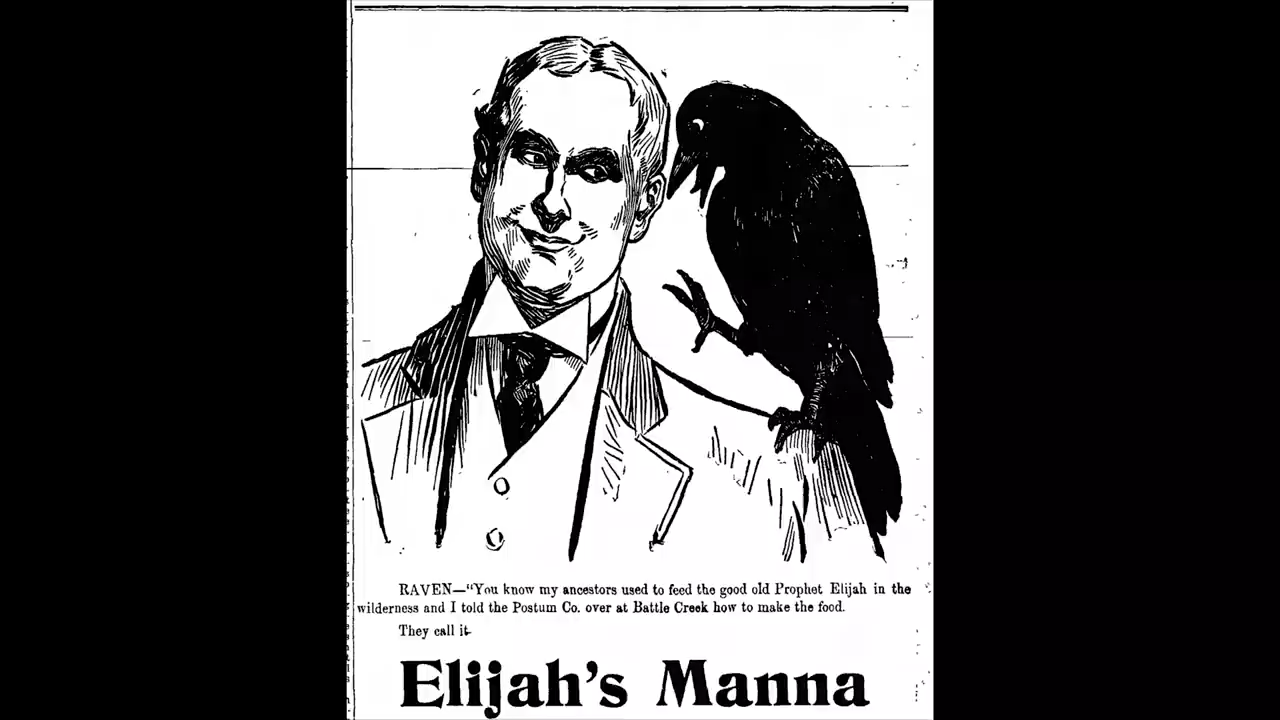 RAVEN—“You know my ancestors used to feed the good old Prophet Elijah in the
wilderness and I told the Postum Co. over at Battle Creek how to make the food.
They call it-
Elijah’s Manna